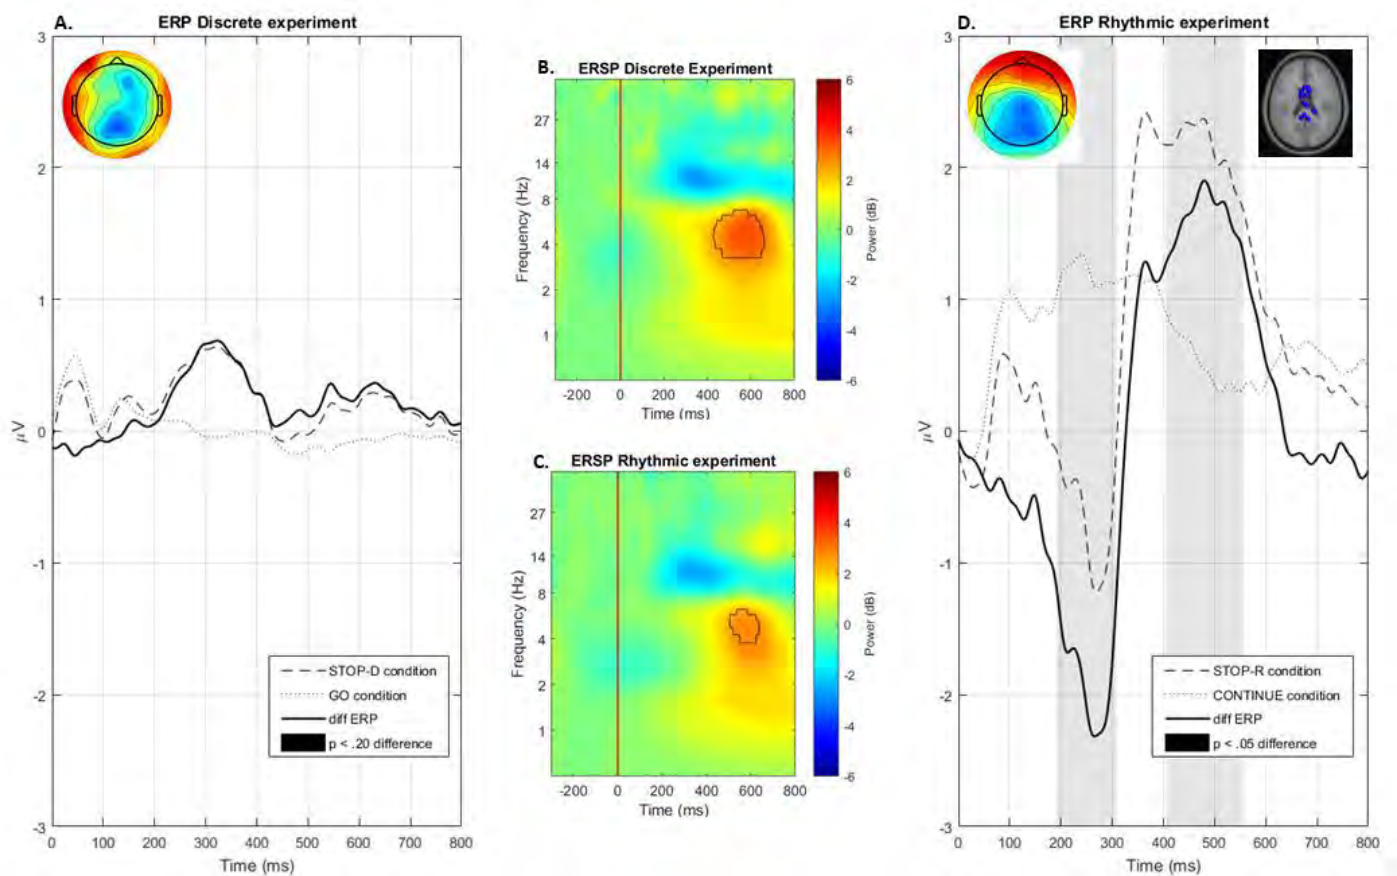 A.
ERP Discrete experiment
3
2
1
0
-1
-2
-3
μV
0 100 200 300 400 500 600 700 800
Time (ms)
STOP-D condition
GO condition
diff ERP
p < .20 difference
B.
ERSP Discrete Experiment
27
14
8
4
2
1
Frequency (Hz)
-200 0 200 400 600 800
Time (ms)
6
4
2
0
-2
-4
-6
Power (dB)
C.
ERSP Rhythmic experiment
27
14
8
4
2
1
Frequency (Hz)
-200 0 200 400 600 800
Time (ms)
6
4
2
0
-2
-4
-6
Power (dB)
D.
ERP Rhythmic experiment
3
2
1
0
-1
-2
-3
μV
0 100 200 300 400 500 600 700 800
Time (ms)
STOP-R condition
CONTINUE condition
diff ERP
p < .05 difference